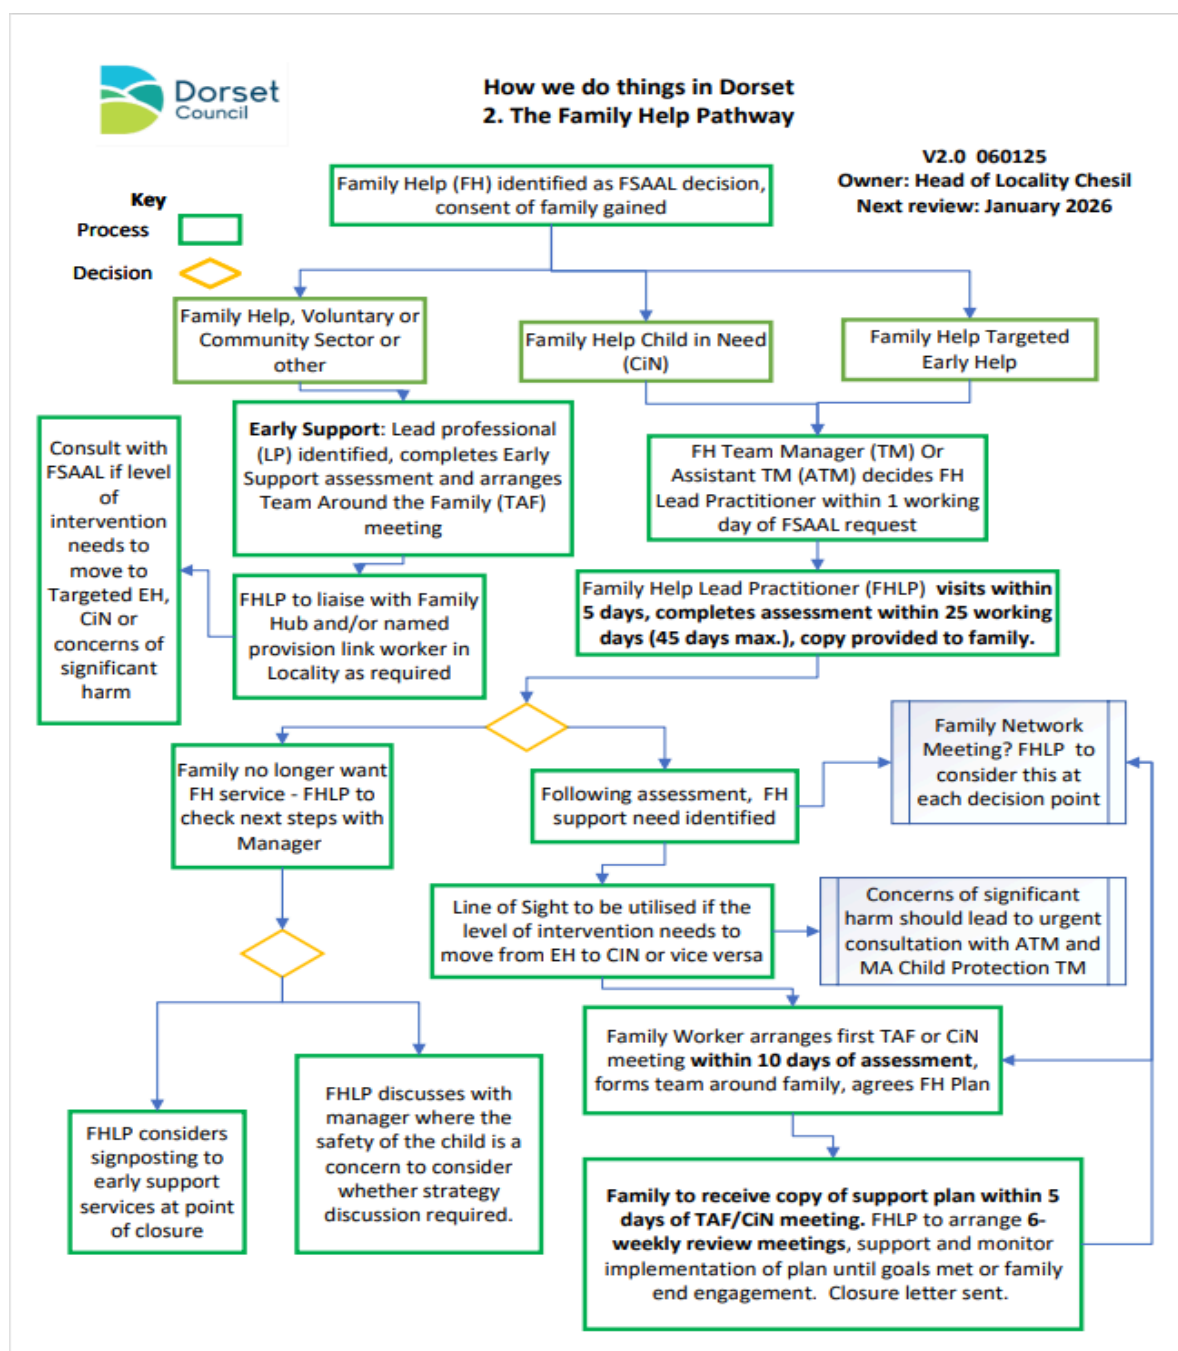 Dorset
Council
How we do things in Dorset
2. The Family Help Pathway
V2.0 060125
Owner: Head of Locality Chesil
Next review: January 2026
Key
Process
Decision
Family Help (FH) identified as FSAAL decision,
consent of family gained
Family Help, Voluntary or
Community Sector or
other
Family Help Child in Need
(CiN)
Family Help Targeted
Early Help
Consult with
FSAAL if level
of
intervention
needs to
move to
Targeted EH,
CiN or
concerns of
significant
harm
Early Support: Lead professional
(LP) identified, completes Early
Support assessment and arranges
Team Around the Family (TAF)
meeting
FH Team Manager (TM) Or
Assistant TM (ATM) decides FH
Lead Practitioner within 1 working
day of FSAAL request
FHLP to liaise with Family
Hub and/or named
provision link worker in
Locality as required
Family Help Lead Practitioner (FHLP) visits within
5 days, completes assessment within 25 working
days (45 days max.), copy provided to family.
Family no longer want
FH service - FHLP to
check next steps with
Manager
Following assessment, FH
support need identified
Family Network
Meeting? FHLP to
consider this at
each decision point
Line of Sight to be utilised if the
level of intervention needs to
move from EH to CIN or vice versa
Concerns of significant
harm should lead to urgent
consultation with ATM and
MA Child Protection TM
Family Worker arranges first TAF or CiN
meeting within 10 days of assessment,
forms team around family, agrees FH Plan
FHLP considers
signposting to
early support
services at point
of closure
FHLP discusses with
manager where the
safety of the child is a
concern to consider
whether strategy
discussion required.
Family to receive copy of support plan within 5
days of TAF/CiN meeting. FHLP to arrange 6-
weekly review meetings, support and monitor
implementation of plan until goals met or family
end engagement. Closure letter sent.